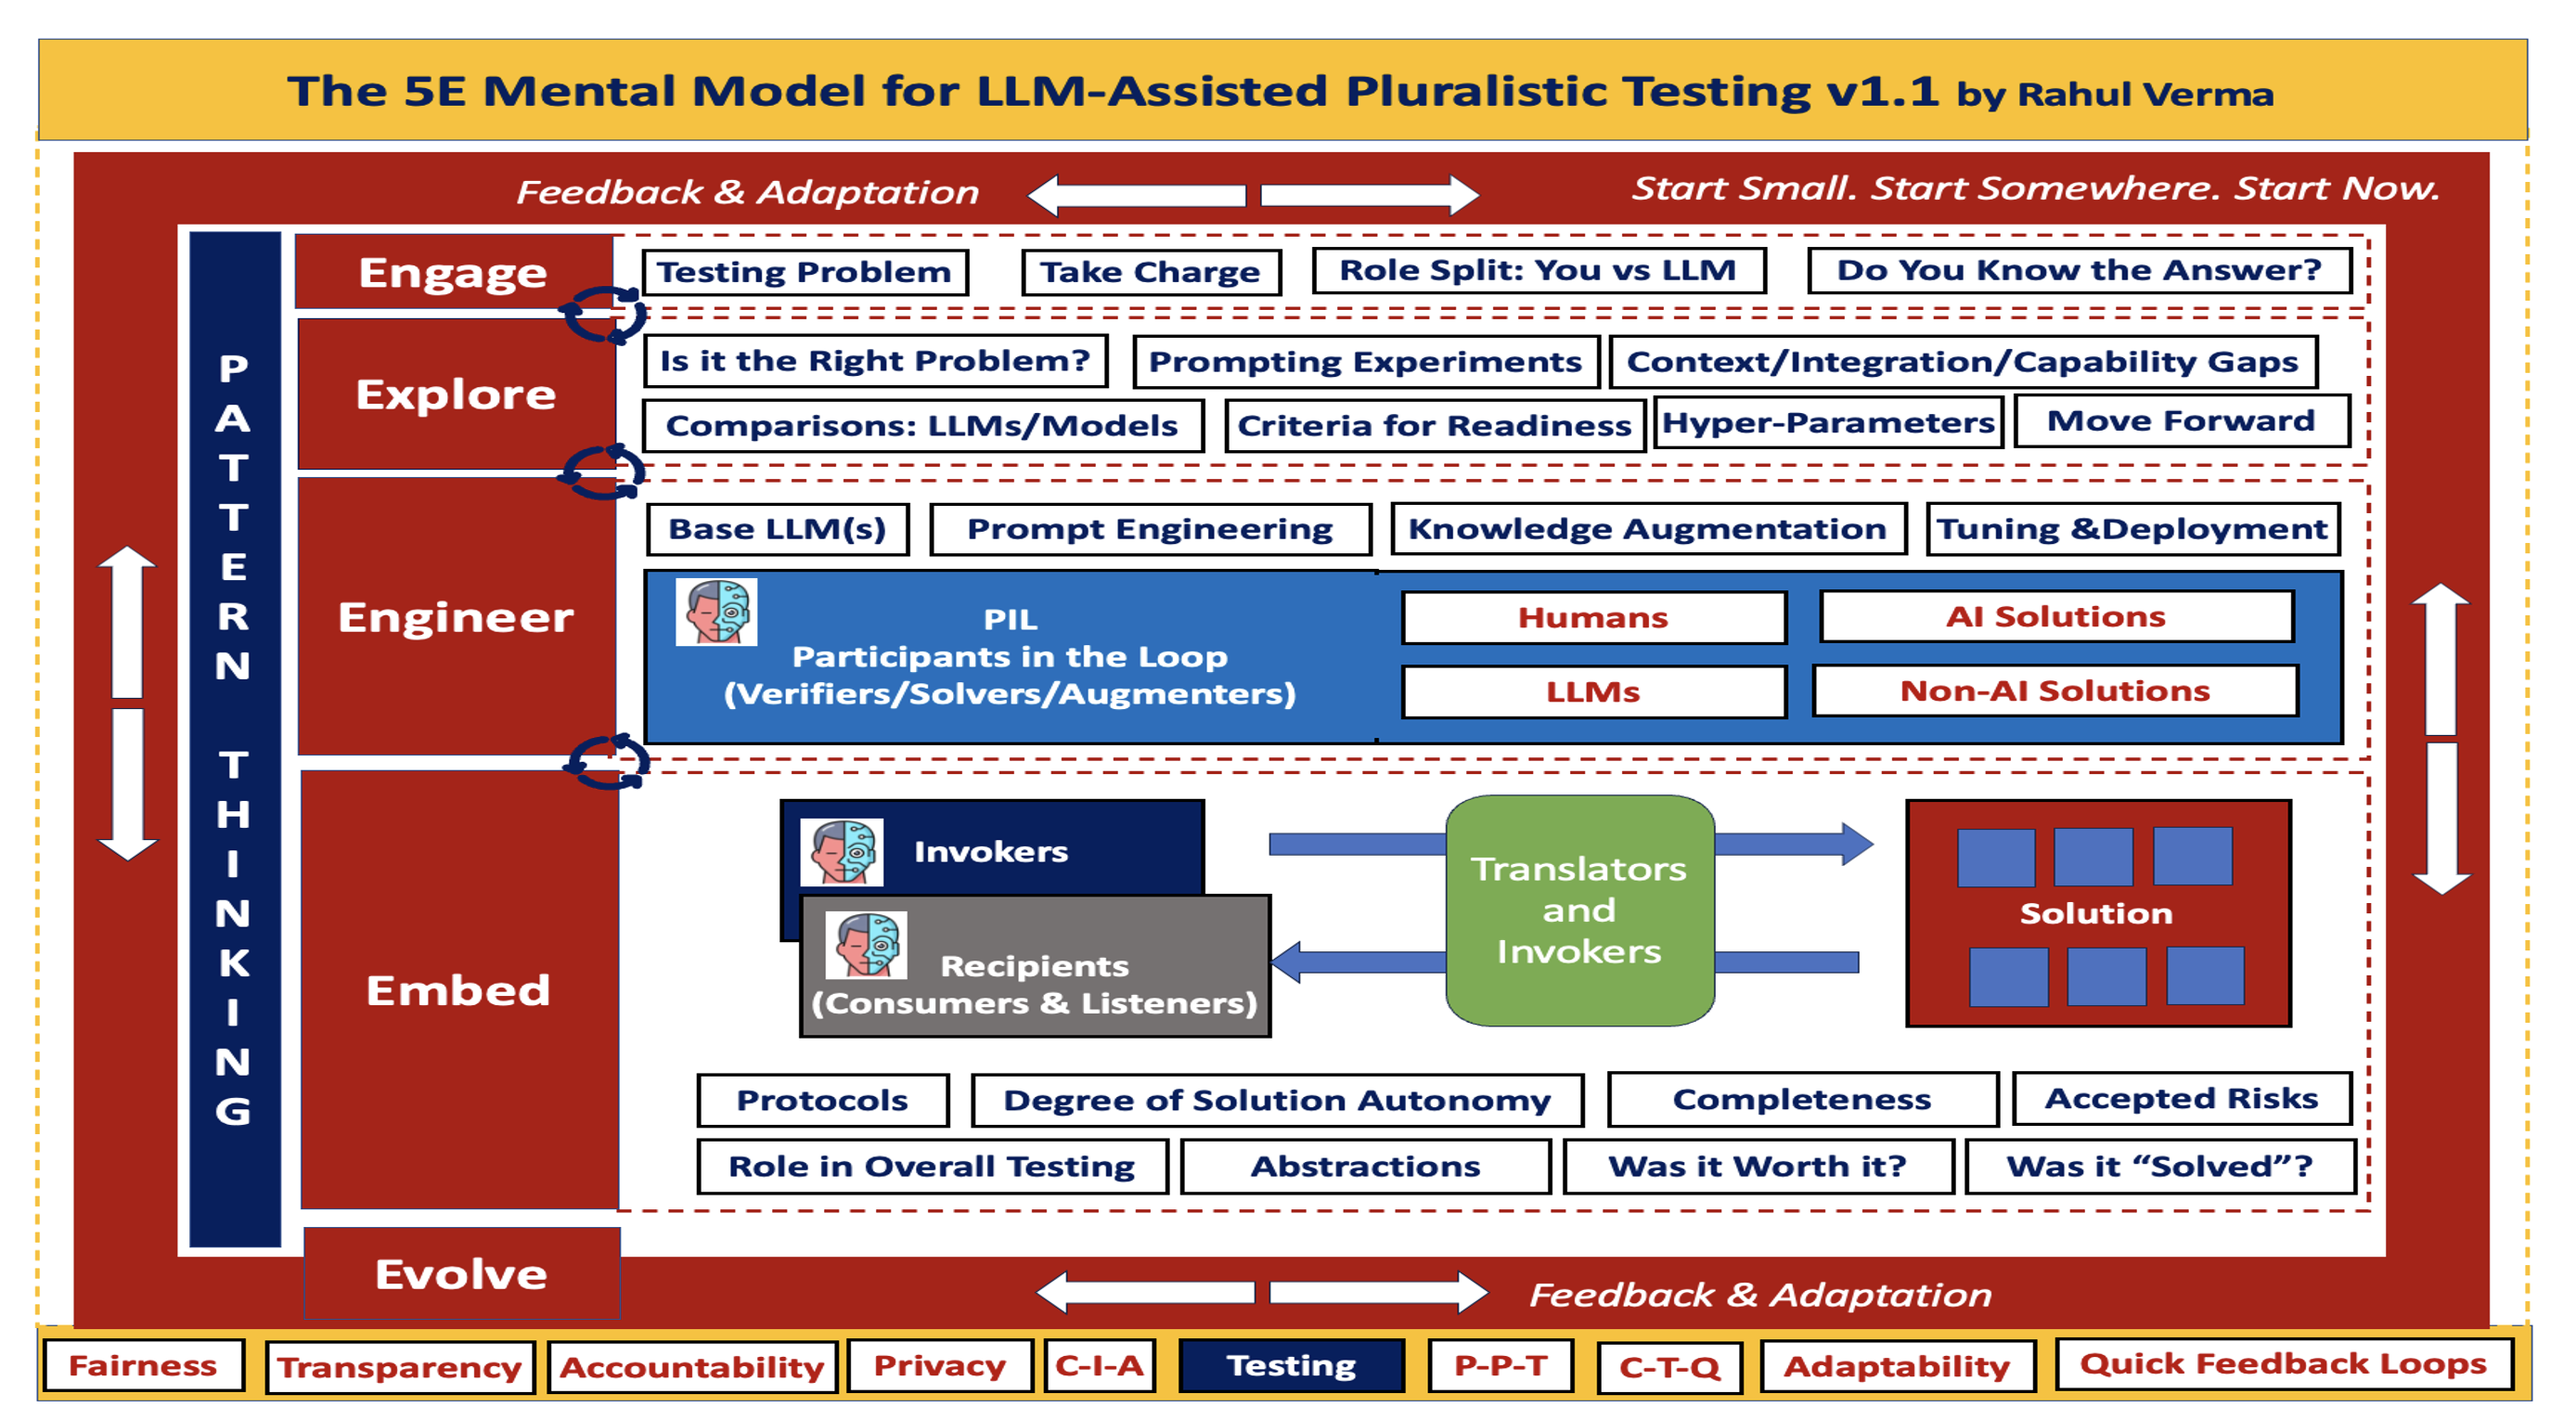 The 5E Mental Model for LLM-Assisted Pluralistic Testing v1.1 by Rahul Verma
Feedback & Adaptation
Start Small. Start Somewhere. Start Now.
PATTERN THINKING
Engage
Testing Problem
Take Charge
Role Split: You vs LLM
Do You Know the Answer?
Explore
Is it the Right Problem?
Prompting Experiments
Context/Integration/Capability Gaps
Comparisons: LLMs/Models
Criteria for Readiness
Hyper-Parameters
Move Forward
Engineer
Base LLM(s)
Prompt Engineering
Knowledge Augmentation
Tuning &Deployment
PIL
Participants in the Loop
(Verifiers/Solvers/Augmenters)
Humans
AI Solutions
LLMs
Non-AI Solutions
Embed
Invokers
Recipients
(Consumers & Listeners)
Translators
and
Invokers
Solution
Protocols
Degree of Solution Autonomy
Completeness
Accepted Risks
Role in Overall Testing
Abstractions
Was it Worth it?
Was it “Solved”?
Evolve
Feedback & Adaptation
Fairness
Transparency
Accountability
Privacy
C-I-A
Testing
P-P-T
C-T-Q
Adaptability
Quick Feedback Loops